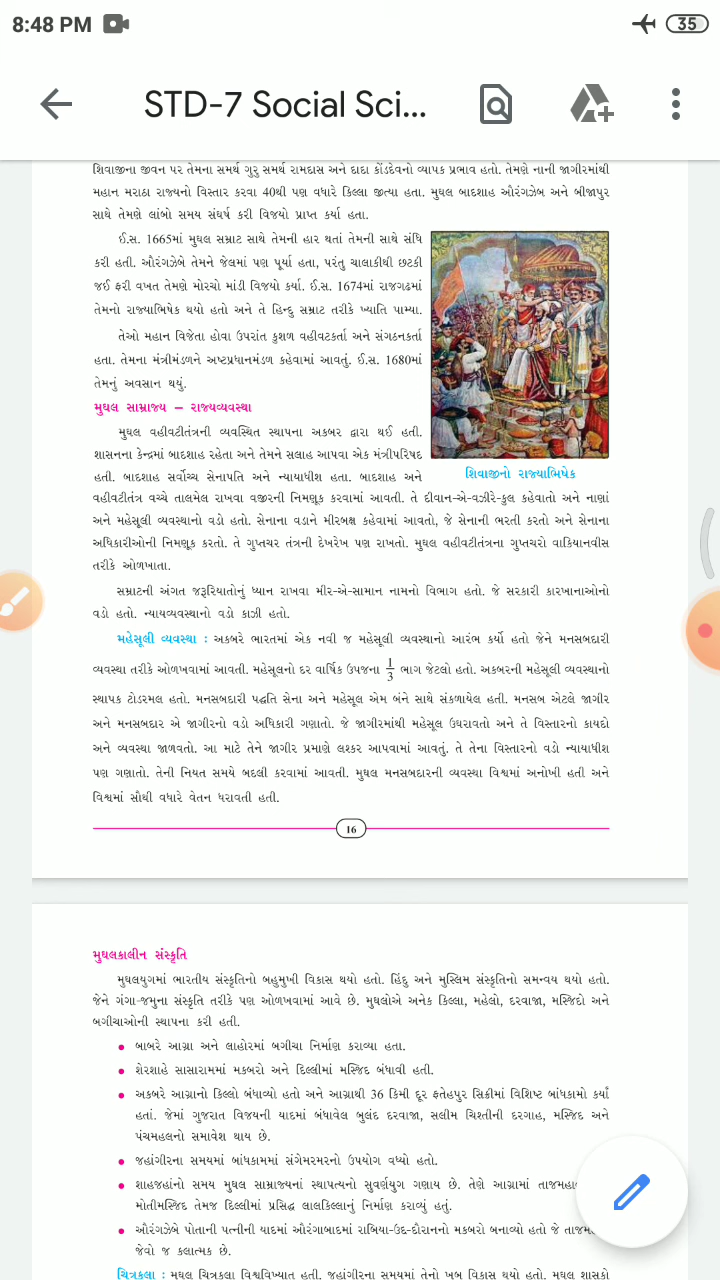 8:48 PM
35
STD-7 Social Sci...
શિવાજીના જીવન પર તેમના સમર્થ ગુરુ સમર્થ રામદાસ અને દાદા કોંડદેવનો વ્યાપક પ્રભાવ હતો. તેમણે નાની જાગીરમાંથી
મહાન મરાઠા રાજ્યનો વિસ્તાર કરવા 40થી પણ વધારે કિલ્લા જીત્યા હતા. મુઘલ બાદશાહ ઔરંગઝેબ અને બીજાપુર
સાથે તેમણે લાંબો સમય સંઘર્ષ કરી વિજયો પ્રાપ્ત કર્યા હતા.
ઈ.સ. 1665માં મુઘલ સમ્રાટ સાથે તેમની હાર થતાં તેમની સાથે સંધિ
કરી હતી. ઔરંગઝેબે તેમને જેલમાં પણ પૂર્યા હતા, પરંતુ ચાલાકીથી છટકી
જઈ ફરી વખત તેમણે મોરચો માંડી વિજયો કર્યા. ઈ.સ. 1674માં રાજગઢમાં
તેમનો રાજ્યાભિષેક થયો હતો અને તે હિન્દુ સમ્રાટ તરીકે ખ્યાતિ પામ્યા.
તેઓ મહાન વિજેતા હોવા ઉપરાંત કુશળ વહીવટકર્તા અને સંગઠનકર્તા
હતા. તેમના મંત્રીમંડળને અષ્ટપ્રધાનમંડળ કહેવામાં આવતું. ઈ.સ. 1680માં
તેમનું અવસાન થયું.
મુઘલ સામ્રાજ્ય – રાજ્યવ્યવસ્થા
મુઘલ વહીવટીતંત્રની વ્યવસ્થિત સ્થાપના અકબર દ્વારા થઈ હતી.
શાસનના કેન્દ્રમાં બાદશાહ રહેતા અને તેમને સલાહ આપવા એક મંત્રીપરિષદ
હતી. બાદશાહ સર્વોચ્ચ સેનાપતિ અને ન્યાયાધીશ હતા. બાદશાહ અને
શિવાજીનો રાજ્યાભિષેક
વહીવટીતંત્ર વચ્ચે તાલમેલ રાખવા વજીરની નિમણૂક કરવામાં આવતી. તે દીવાન-એ-વઝીરે-કુલ કહેવાતો અને નાણાં
અને મહેસૂલી વ્યવસ્થાનો વડો હતો. સેનાના વડાને મીરબક્ષ કહેવામાં આવતો, જે સેનાની ભરતી કરતો અને સેનાના
અધિકારીઓની નિમણૂક કરતો. તે ગુપ્તચર તંત્રની દેખરેખ પણ રાખતો. મુઘલ વહીવટીતંત્રના ગુપ્તચરો વાકિયાનવીસ
તરીકે ઓળખાતા.
સમ્રાટની અંગત જરૂરિયાતોનું ધ્યાન રાખવા મીર-એ-સામાન નામનો વિભાગ હતો. જે સરકારી કારખાનાઓનો
વડો હતો. ન્યાયવ્યવસ્થાનો વડો કાઝી હતો.
મહેસૂલી વ્યવસ્થા : અકબરે ભારતમાં એક નવી જ મહેસૂલી વ્યવસ્થાનો આરંભ કર્યો હતો જેને મનસબદારી
વ્યવસ્થા તરીકે ઓળખવામાં આવતી. મહેસૂલનો દર વાર્ષિક ઉપજના 1/3 ભાગ જેટલો હતો. અકબરની મહેસૂલી વ્યવસ્થાનો
સ્થાપક ટોડરમલ હતો. મનસબદારી પદ્ધતિ સેના અને મહેસૂલ એમ બંને સાથે સંકળાયેલ હતી. મનસબ એટલે જાગીર
અને મનસબદાર એ જાગીરનો વડો અધિકારી ગણાતો. જે જાગીરમાંથી મહેસૂલ ઉઘરાવતો અને તે વિસ્તારનો કાયદો
અને વ્યવસ્થા જાળવતો. આ માટે તેને જાગીર પ્રમાણે લશ્કર આપવામાં આવતું. તે તેના વિસ્તારનો વડો ન્યાયાધીશ
પણ ગણાતો. તેની નિયત સમયે બદલી કરવામાં આવતી. મુઘલ મનસબદારની વ્યવસ્થા વિશ્વમાં અનોખી હતી અને
વિશ્વમાં સૌથી વધારે વેતન ધરાવતી હતી.
16
મુઘલકાલીન સંસ્કૃતિ
મુઘલયુગમાં ભારતીય સંસ્કૃતિનો બહુમુખી વિકાસ થયો હતો. હિંદુ અને મુસ્લિમ સંસ્કૃતિનો સમન્વય થયો હતો.
જેને ગંગા-જમુના સંસ્કૃતિ તરીકે પણ ઓળખવામાં આવે છે. મુઘલોએ અનેક કિલ્લા, મહેલો, દરવાજા, મસ્જિદો અને
બગીચાઓની સ્થાપના કરી હતી.
• બાબરે આગ્રા અને લાહોરમાં બગીચા નિર્માણ કરાવ્યા હતા.
• શેરશાહે સાસારામમાં મકબરો અને દિલ્લીમાં મસ્જિદ બંધાવી હતી.
• અકબરે આગ્રાનો કિલ્લો બંધાવ્યો હતો અને આગ્રાથી 36 કિમી દૂર ફતેહપુર સિક્રીમાં વિશિષ્ટ બાંધકામો કર્યાં
હતાં. જેમાં ગુજરાત વિજયની યાદમાં બંધાવેલ બુલંદ દરવાજા, સલીમ ચિશ્તીની દરગાહ, મસ્જિદ અને
પંચમહલનો સમાવેશ થાય છે.
• જહાંગીરના સમયમાં બાંધકામમાં સંગેમરમરનો ઉપયોગ વધ્યો હતો.
• શાહજહાંનો સમય મુઘલ સામ્રાજ્યનાં સ્થાપત્યનો સુવર્ણયુગ ગણાય છે. તેણે આગ્રામાં
મોતીમસ્જિદ તેમજ દિલ્લીમાં પ્રસિદ્ધ લાલકિલ્લાનું નિર્માણ કરાવ્યું હતું.
• ઔરંગઝેબે પોતાની પત્નીની યાદમાં ઔરંગાબાદમાં રાબિયા-ઉદ-દૌરાનનો મકબરો બનાવ્યો હતો જે
જેવો જ કલાત્મક છે.
ચિત્રકલા : મુઘલ ચિત્રકલા વિશ્વવિખ્યાત હતી. જહાંગીરના સમયમાં તેનો ખૂબ વિકાસ થયો હતો. મુઘલ શાસકો